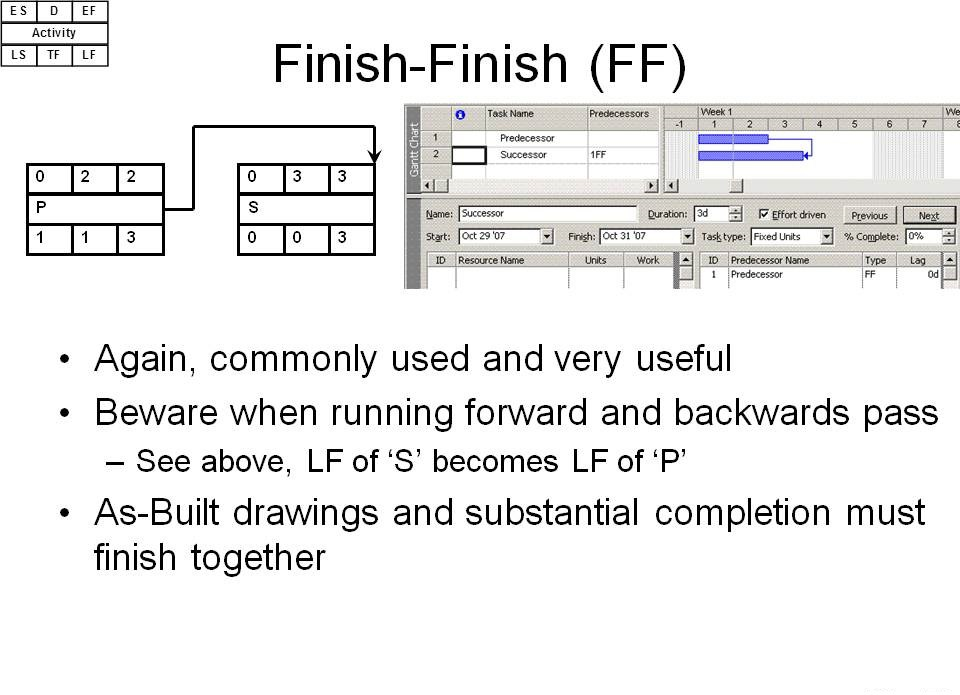 ES D EF
Activity
LS TF LF
Finish-Finish (FF)
0 2 2
P
1 1 3
0 3 3
S
0 0 3
Gantt Chart
Task Name Predecessors
1 Predecessor
2 Successor 1FF
Week 1 We
-1 1 2 3 4 5 6 7 8
Name: Successor Duration: 3d Effort driven Previous Next
Start: Oct 29 '07 Finish: Oct 31 '07 Task type: Fixed Units % Complete: 0%
ID Resource Name Units Work ID Predecessor Name Type Lag
1 Predecessor FF 0d
• Again, commonly used and very useful
• Beware when running forward and backwards pass
– See above, LF of ‘S’ becomes LF of ‘P’
• As-Built drawings and substantial completion must
finish together